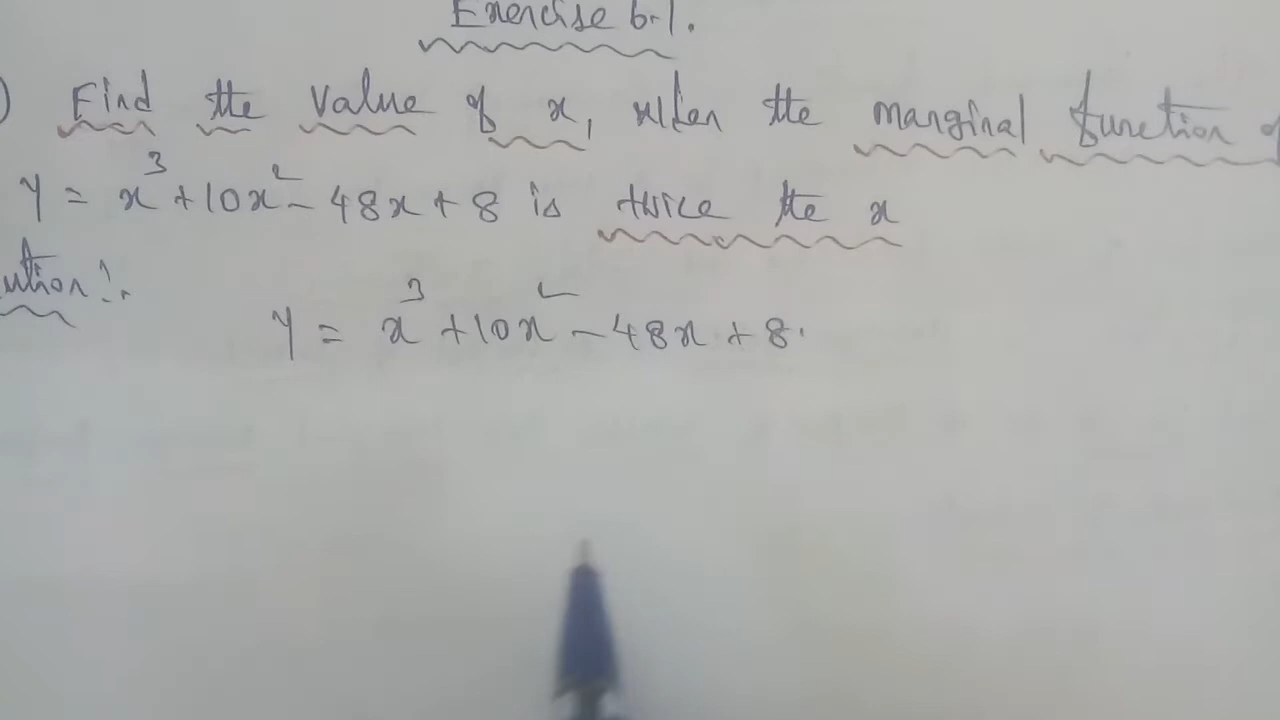 Exercise 6.1.
) Find the value of x, when the marginal function of
y = x³ + 10x² - 48x + 8 is twice the x
ution:.
y = x³ + 10x² - 48x + 8.